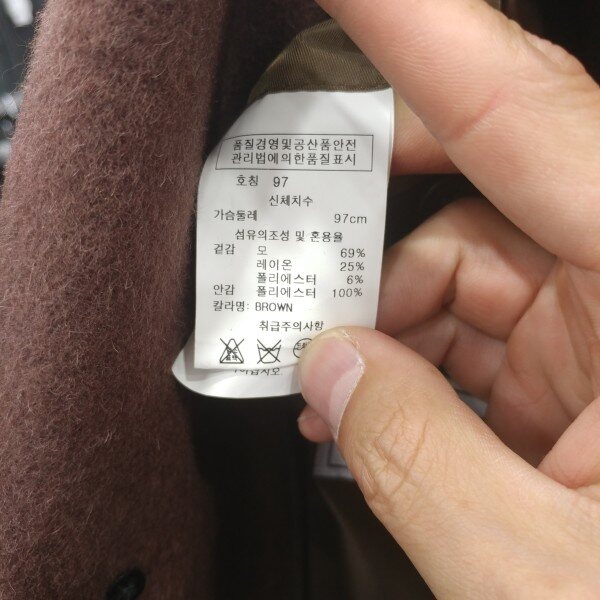 품질경영및공산품안전
관리법에의한품질표시
호칭 97
신체치수
가슴둘레 97cm
섬유의조성 및 혼용율
겉감 모 69%
레이온 25%
폴리에스터 6%
안감 폴리에스터 100%
칼라명: BROWN
취급주의사항